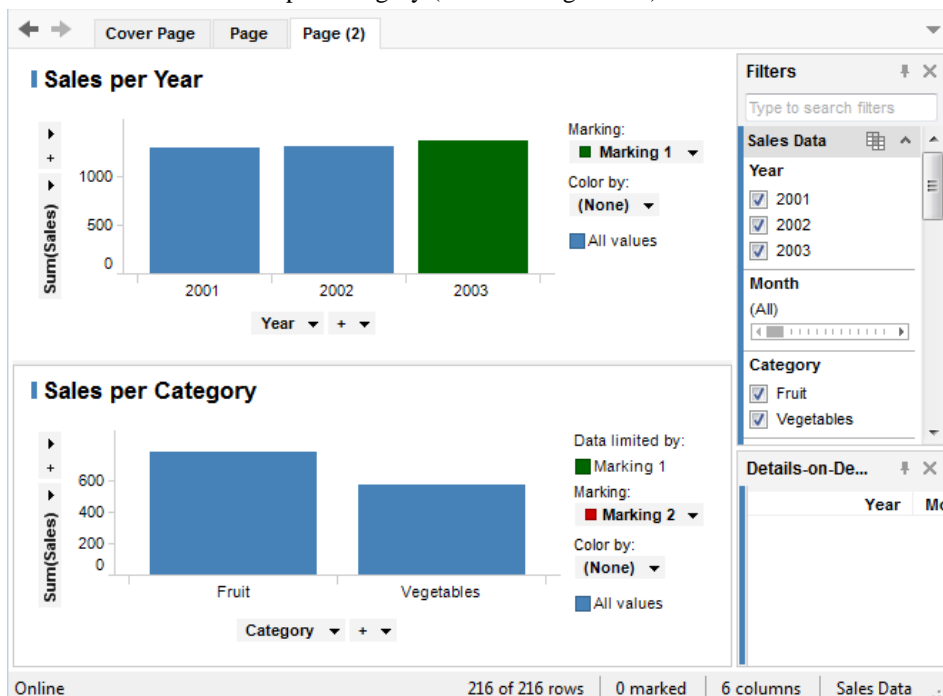 Cover Page Page Page (2)
Sales per Year
Sum(Sales)
+
1000
500
0
2001 2002 2003
Year +
Marking:
Marking 1
Color by:
(None)
All values
Sales per Category
Sum(Sales)
+
600
400
200
0
Fruit Vegetables
Category +
Data limited by:
Marking 1
Marking:
Marking 2
Color by:
(None)
All values
Filters
Type to search filters
Sales Data
Year
2001
2002
2003
Month
(All)
Category
Fruit
Vegetables
Details-on-De...
Year Mo
Online 216 of 216 rows 0 marked 6 columns Sales Data